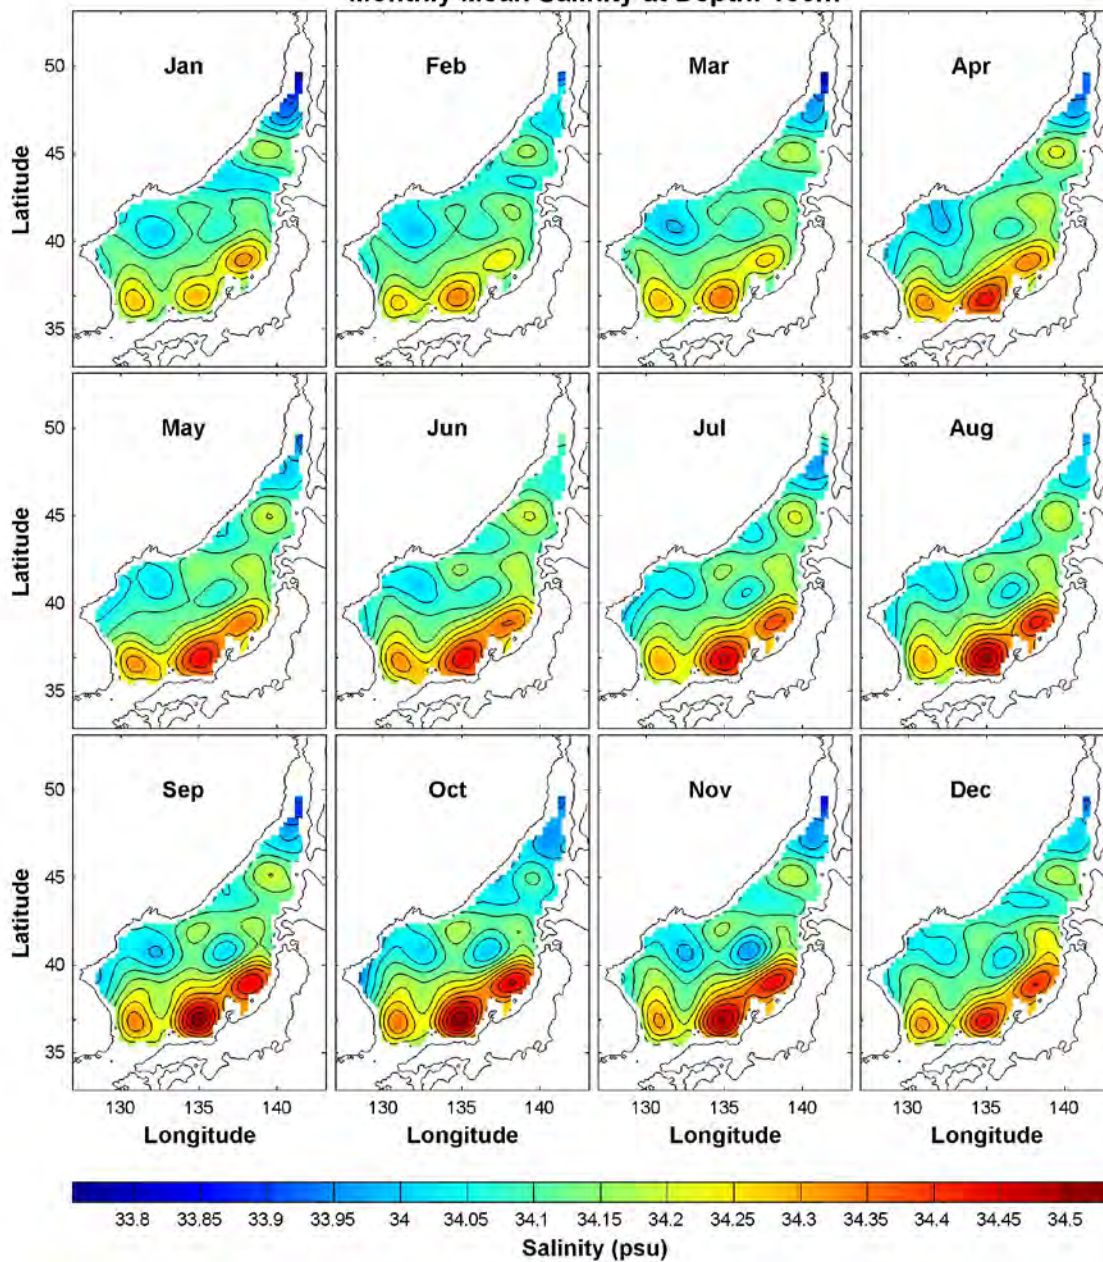 Monthly Mean Salinity at Depth:
Jan Feb Mar Apr
50
45
40
35
Latitude
May Jun Jul Aug
50
45
40
35
Latitude
Sep Oct Nov Dec
50
45
40
35
Latitude
130 135 140 130 135 140 130 135 140 130 135 140
Longitude Longitude Longitude Longitude
33.8 33.85 33.9 33.95 34 34.05 34.1 34.15 34.2 34.25 34.3 34.35 34.4 34.45 34.5
Salinity (psu)